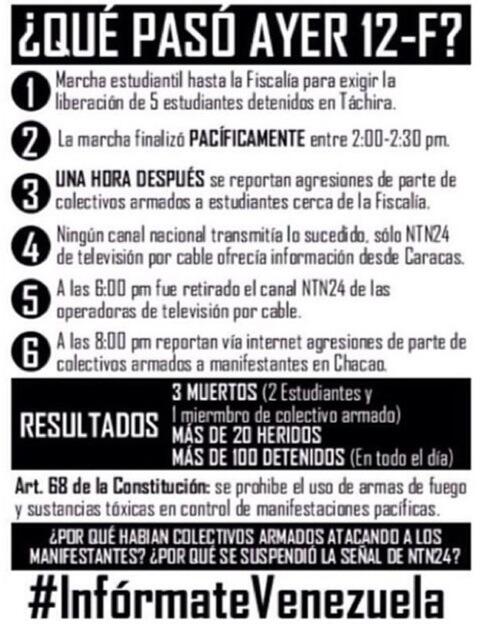 ¿QUÉ PASÓ AYER 12-F?
1 Marcha estudiantil hasta la Fiscalía para exigir la
liberación de 5 estudiantes detenidos en Táchira.
2 La marcha finalizó PACÍFICAMENTE entre 2:00-2:30 pm.
3 UNA HORA DESPUÉS se reportan agresiones de parte de
colectivos armados a estudiantes cerca de la Fiscalía.
4 Ningún canal nacional transmitía lo sucedido, sólo NTN24
de televisión por cable ofrecía información desde Caracas.
5 A las 6:00 pm fue retirado el canal NTN24 de las
operadoras de televisión por cable.
6 A las 8:00 pm reportan vía internet agresiones de parte de
colectivos armados a manifestantes en Chacao.
RESULTADOS
3 MUERTOS (2 Estudiantes y
1 miermbro de colectivo armado)
MÁS DE 20 HERIDOS
MÁS DE 100 DETENIDOS (En todo el día)
Art. 68 de la Constitución: se prohibe el uso de armas de fuego
y sustancias tóxicas en control de manifestaciones pacíficas.
¿POR QUÉ HABIAN COLECTIVOS ARMADOS ATACANDO A LOS
MANIFESTANTES? ¿POR QUÉ SE SUSPENDIÓ LA SEÑAL DE NTN24?
#InfórmateVenezuela